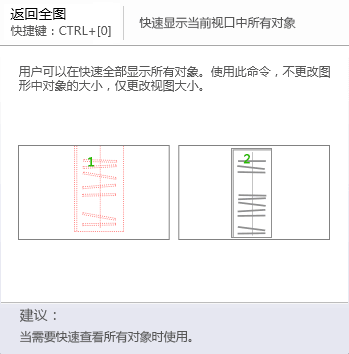 返回全图
快捷键：CTRL+[0]
快速显示当前视口中所有对象
用户可以在快速全部显示所有对象。使用此命令，不更改图
形中对象的大小，仅更改视图大小。
1
2
建议：
当需要快速查看所有对象时使用。